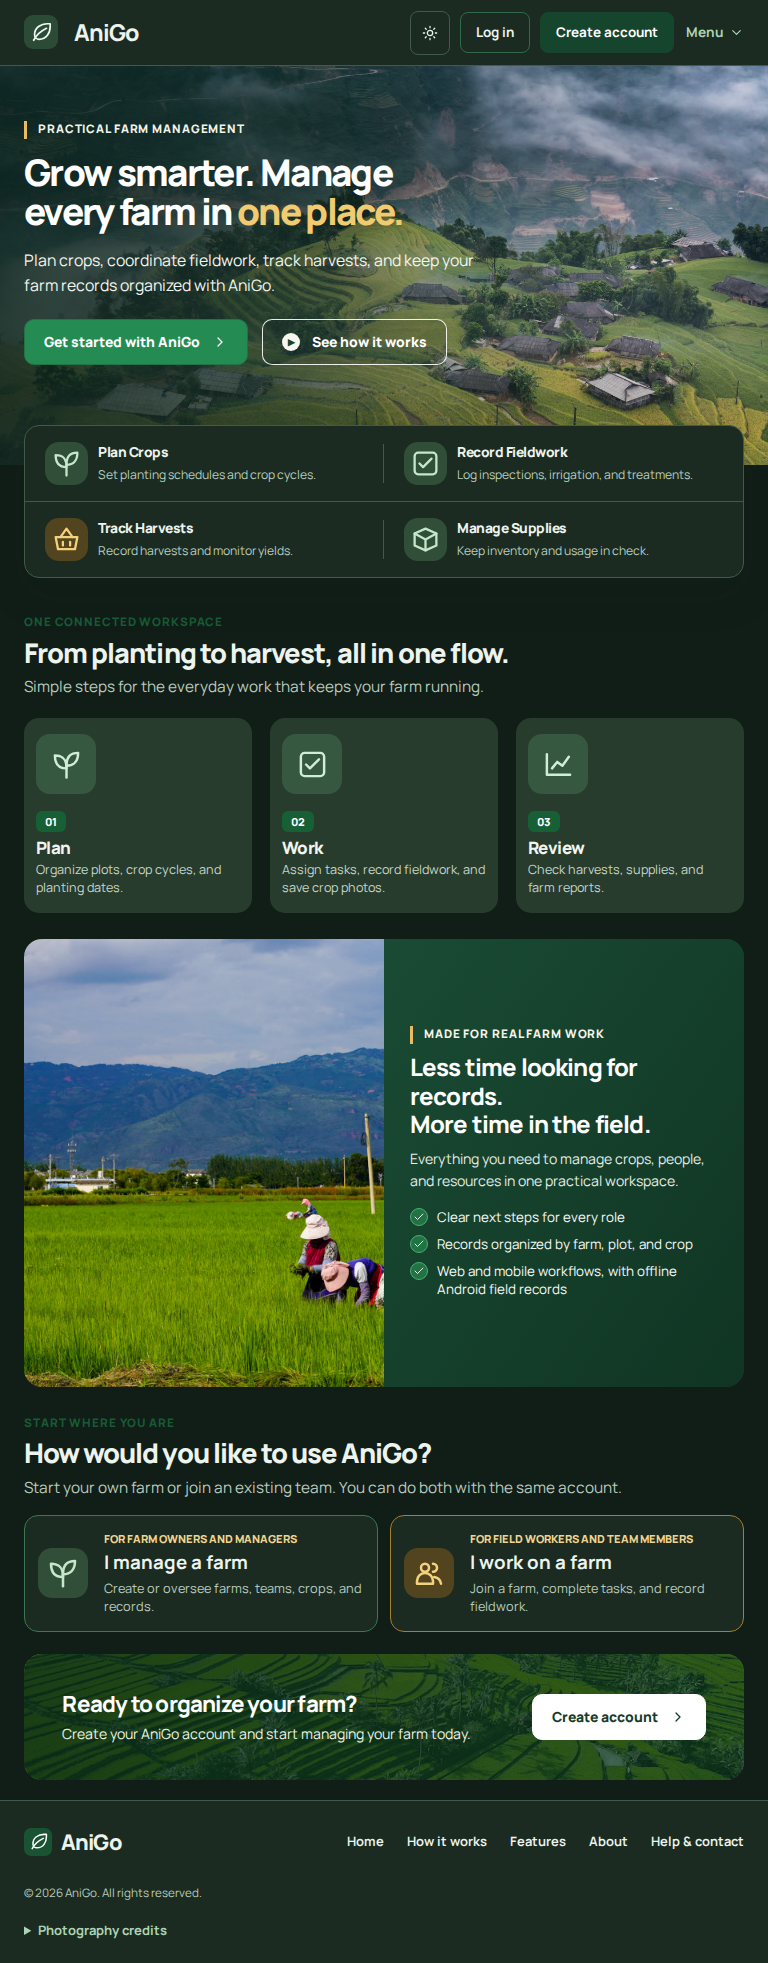 AniGo
Log in
Create account
Menu
PRACTICAL FARM MANAGEMENT
Grow smarter. Manage
every farm in one place.
Plan crops, coordinate fieldwork, track harvests, and keep your
farm records organized with AniGo.
Get started with AniGo
See how it works
Plan Crops
Set planting schedules and crop cycles.
Record Fieldwork
Log inspections, irrigation, and treatments.
Track Harvests
Record harvests and monitor yields.
Manage Supplies
Keep inventory and usage in check.
ONE CONNECTED WORKSPACE
From planting to harvest, all in one flow.
Simple steps for the everyday work that keeps your farm running.
01
Plan
Organize plots, crop cycles, and
planting dates.
02
Work
Assign tasks, record fieldwork, and
save crop photos.
03
Review
Check harvests, supplies, and
farm reports.
MADE FOR REAL FARM WORK
Less time looking for
records.
More time in the field.
Everything you need to manage crops, people,
and resources in one practical workspace.
Clear next steps for every role
Records organized by farm, plot, and crop
Web and mobile workflows, with offline
Android field records
START WHERE YOU ARE
How would you like to use AniGo?
Start your own farm or join an existing team. You can do both with the same account.
FOR FARM OWNERS AND MANAGERS
I manage a farm
Create or oversee farms, teams, crops, and
records.
FOR FIELD WORKERS AND TEAM MEMBERS
I work on a farm
Join a farm, complete tasks, and record
fieldwork.
Ready to organize your farm?
Create your AniGo account and start managing your farm today.
Create account
AniGo
Home
How it works
Features
About
Help & contact
© 2026 AniGo. All rights reserved.
Photography credits